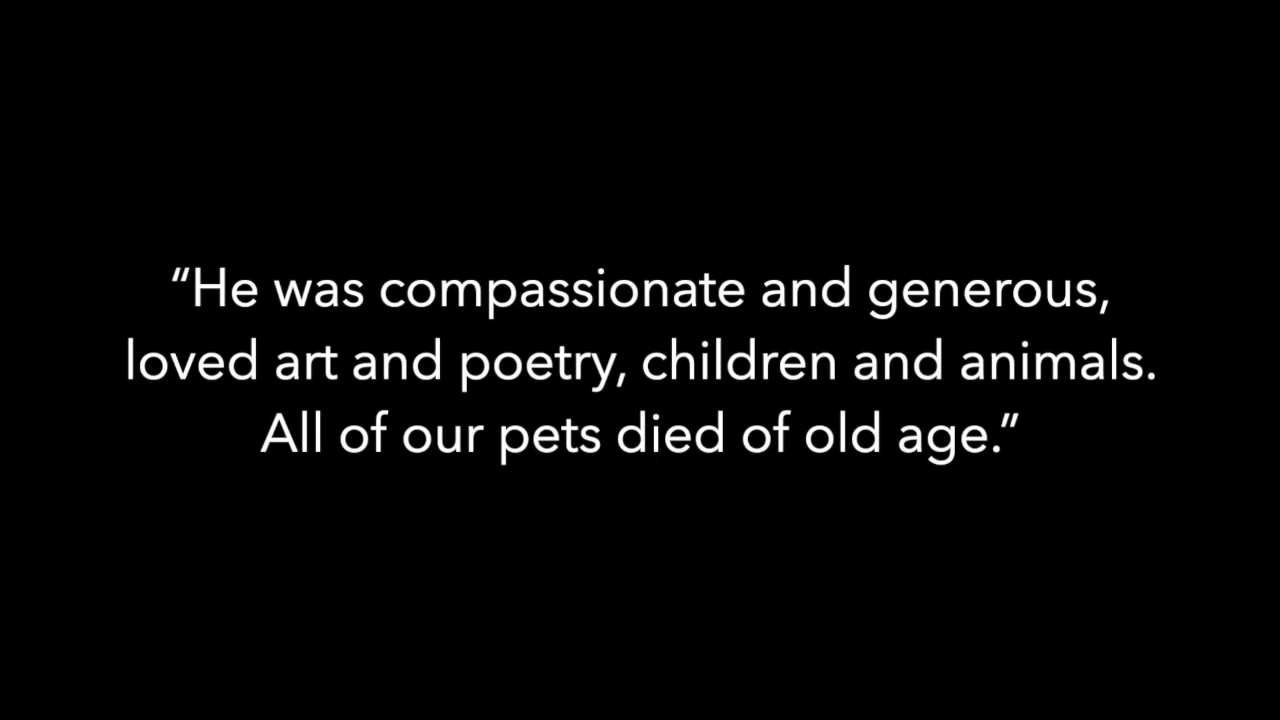 “He was compassionate and generous,
loved art and poetry, children and animals.
All of our pets died of old age.”